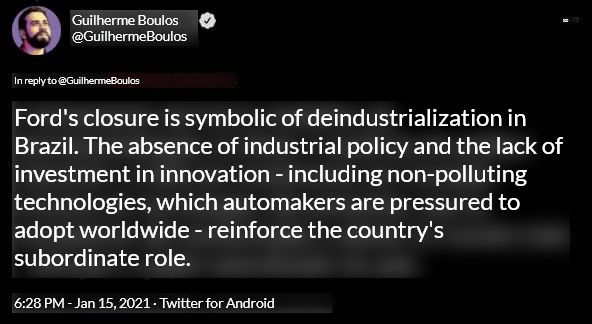 Guilherme Boulos
@GuilhermeBoulos
In reply to @GuilhermeBoulos
Ford's closure is symbolic of deindustrialization in
Brazil. The absence of industrial policy and the lack of
investment in innovation - including non-polluting
technologies, which automakers are pressured to
adopt worldwide - reinforce the country's
subordinate role.
6:28 PM - Jan 15, 2021 · Twitter for Android